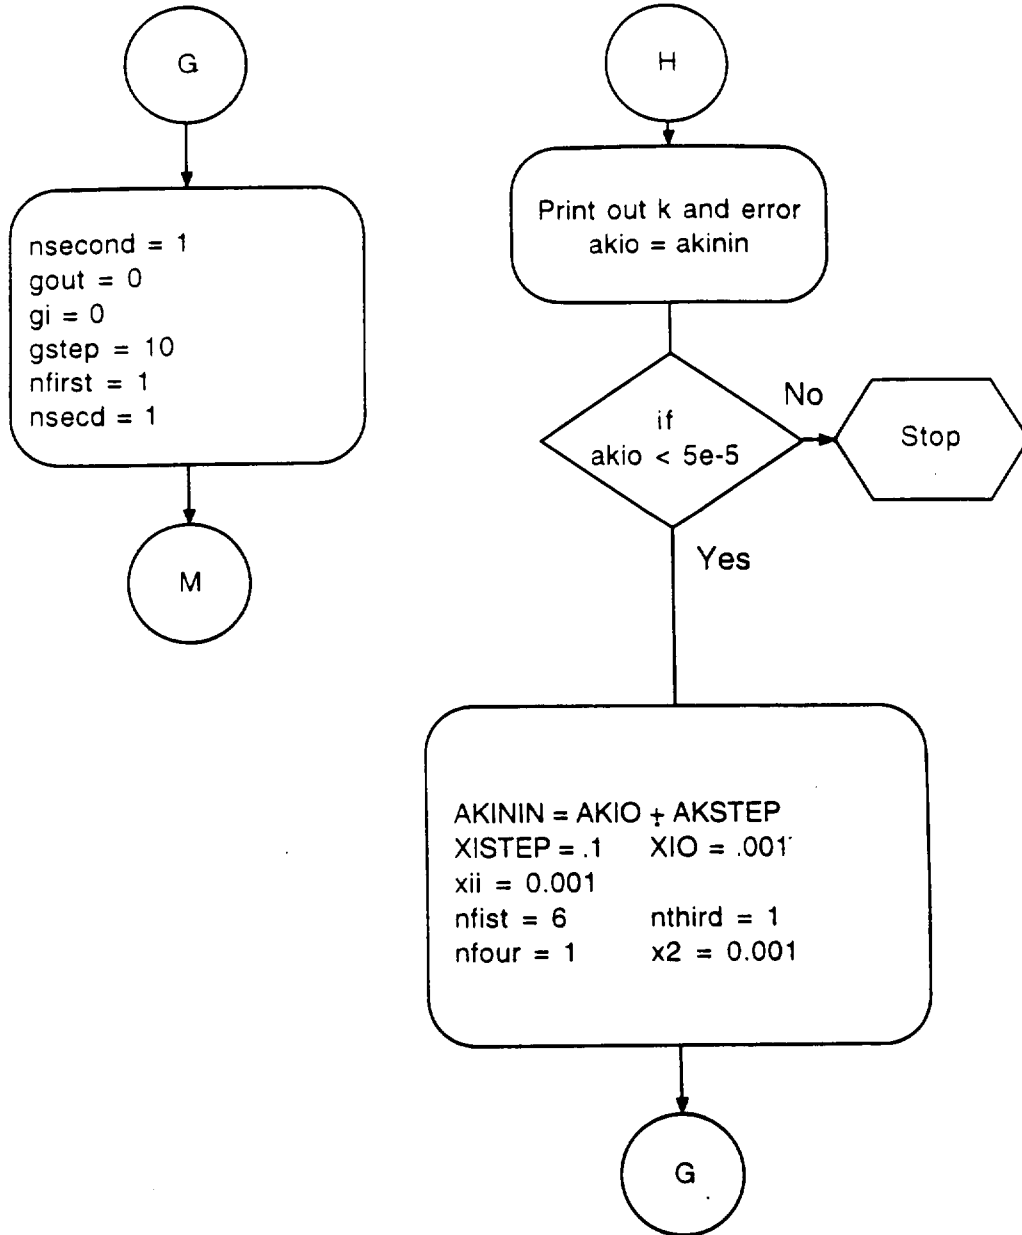 G
nsecond = 1
gout = 0
gi = 0
gstep = 10
nfirst = 1
nsecd = 1
M
H
Print out k and error
akio = akinin
if
akio < 5e-5
No
Stop
Yes
AKININ = AKIO + AKSTEP
XISTEP = .1 XIO = .001
xii = 0.001
nfist = 6 nthird = 1
nfour = 1 x2 = 0.001
G